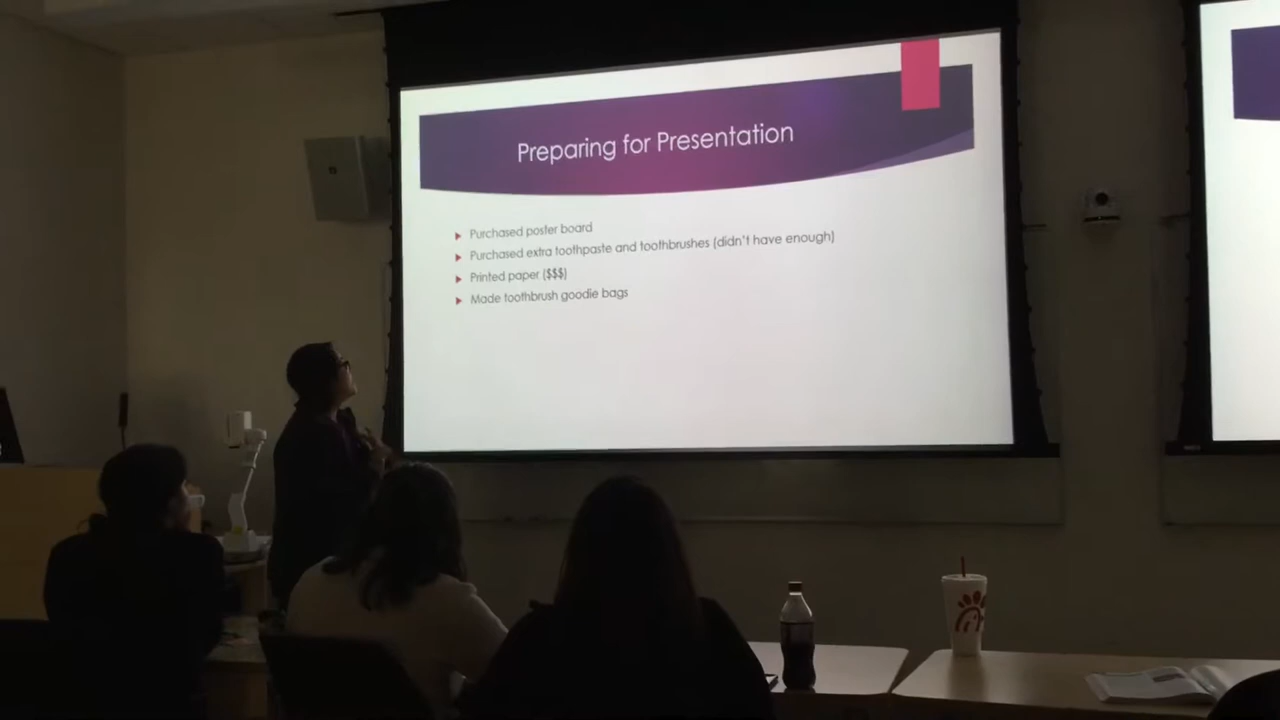 Preparing for Presentation
Purchased poster board
Purchased extra toothpaste and toothbrushes (didn't have enough)
Printed paper ($$$)
Made toothbrush goodie bags